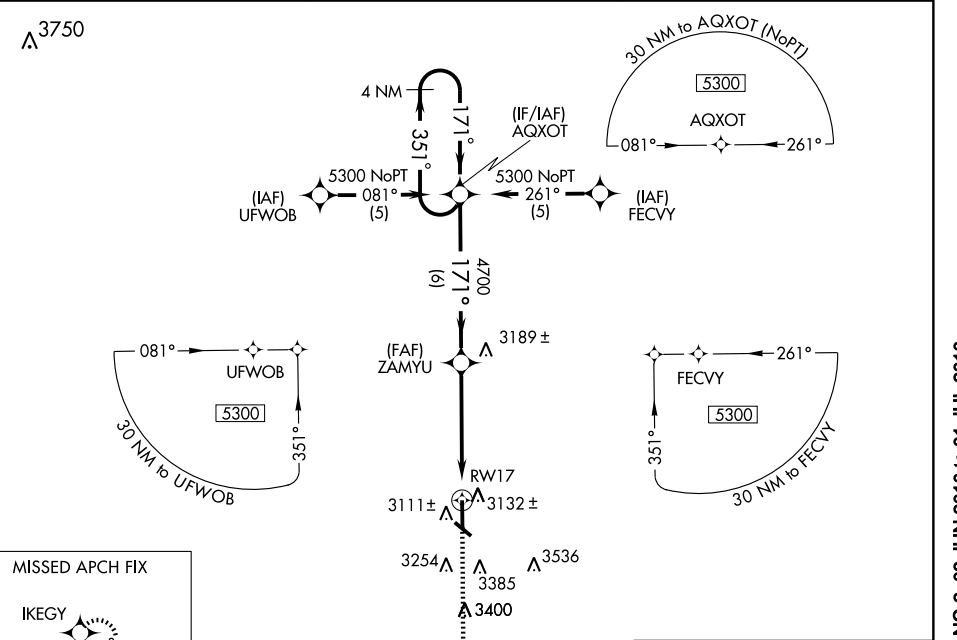 3750
30 NM to AQXOT (NoPT)
5300
AQXOT
081°
261°
4 NM
351°
171°
(IF/IAF)
AQXOT
(IAF)
UFWOB
5300 NoPT
081°
(5)
5300 NoPT
261°
(5)
(IAF)
FECVY
4700
171°
(6)
(FAF)
ZAMYU
3189 ±
081°
UFWOB
5300
351°
30 NM to UFWOB
261°
FECVY
5300
351°
30 NM to FECVY
RW17
3111 ±
3132 ±
3254
3385
3536
3400
MISSED APCH FIX
IKEGY